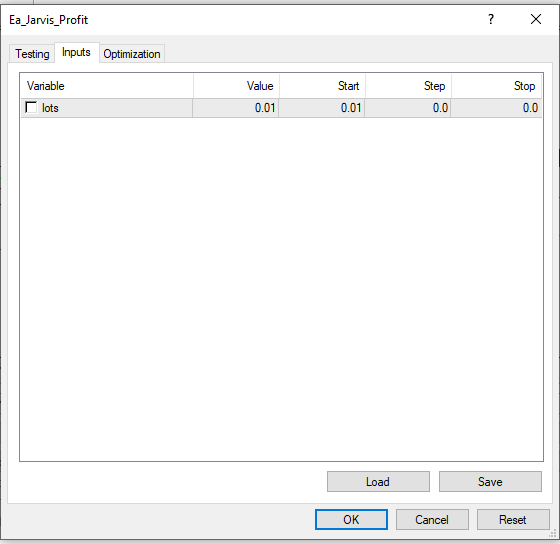 Ea_Jarvis_Profit ?
Testing Inputs Optimization
Variable Value Start Step Stop
lots 0.01 0.01 0.0 0.0
Load Save
OK Cancel Reset